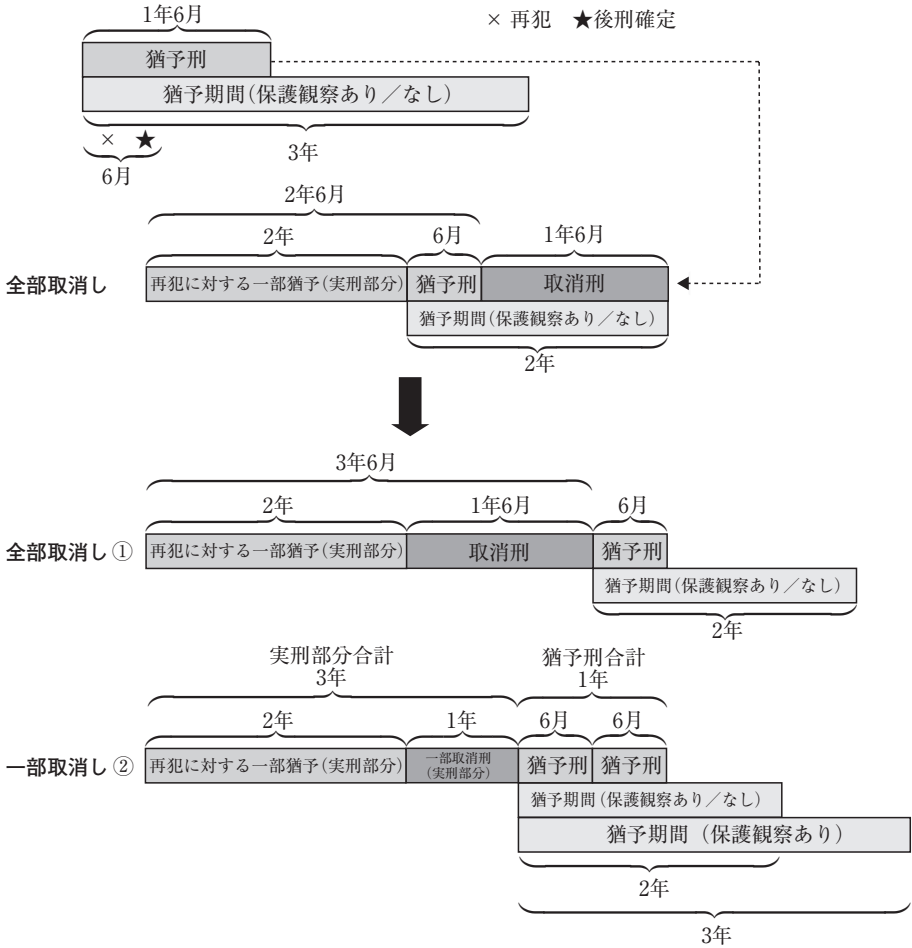 1年6月
× 再犯　★後刑確定
猶予刑
猶予期間(保護観察あり／なし)
× ★
3年
6月
2年6月
2年
6月
1年6月
全部取消し
再犯に対する一部猶予(実刑部分)
猶予刑
取消刑
猶予期間(保護観察あり／なし)
2年
3年6月
2年
1年6月
6月
全部取消し①
再犯に対する一部猶予(実刑部分)
取消刑
猶予刑
猶予期間(保護観察あり／なし)
2年
実刑部分合計
3年
猶予刑合計
1年
2年
1年
6月
6月
一部取消し②
再犯に対する一部猶予(実刑部分)
一部取消刑
(実刑部分)
猶予刑
猶予刑
猶予期間(保護観察あり／なし)
猶予期間（保護観察あり）
2年
3年